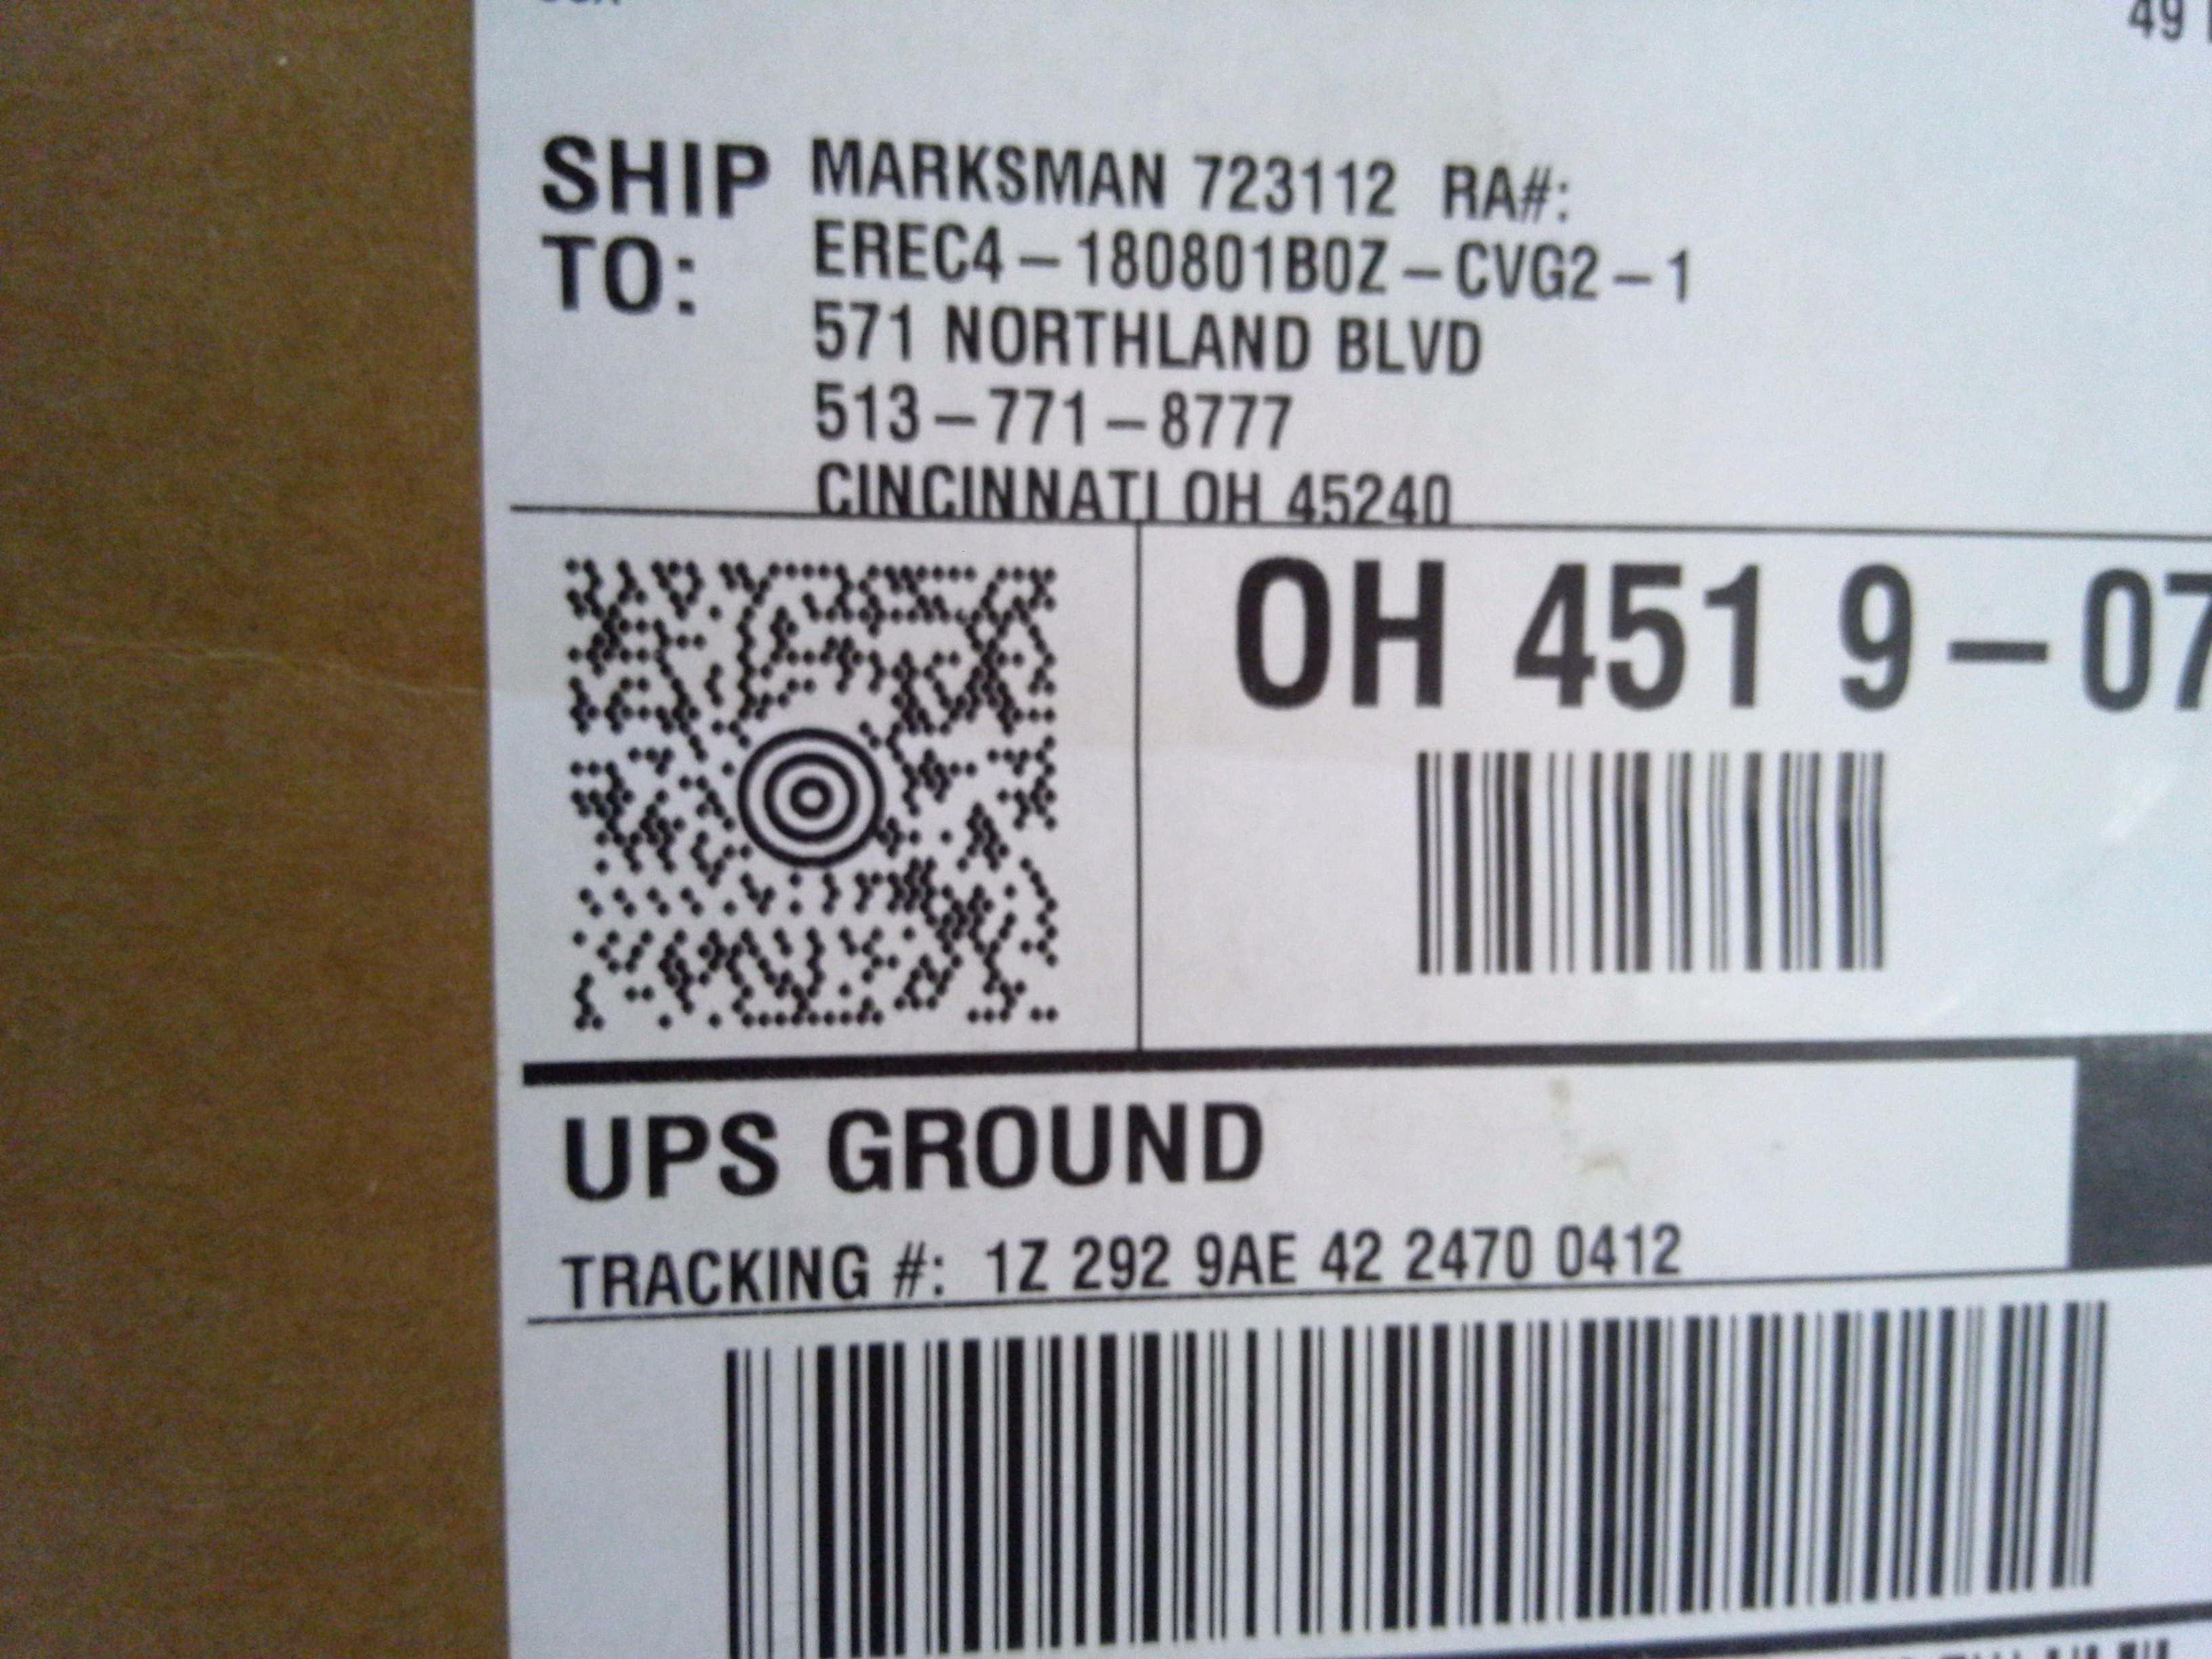 49
SHIP TO: MARKSMAN 723112 RA#:
EREC4-180801B0Z-CVG2-1
571 NORTHLAND BLVD
513-771-8777
CINCINNATI OH 45240
OH 451 9-07
UPS GROUND
TRACKING #: 1Z 292 9AE 42 2470 0412